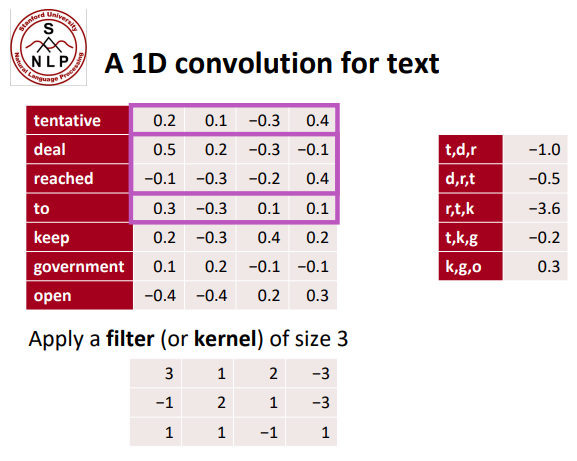 Stanford University
S
N L P
Natural Language Processing
A 1D convolution for text
tentative 0.2 0.1 −0.3 0.4
deal 0.5 0.2 −0.3 −0.1
reached −0.1 −0.3 −0.2 0.4
to 0.3 −0.3 0.1 0.1
keep 0.2 −0.3 0.4 0.2
government 0.1 0.2 −0.1 −0.1
open −0.4 −0.4 0.2 0.3
t,d,r −1.0
d,r,t −0.5
r,t,k −3.6
t,k,g −0.2
k,g,o 0.3
Apply a filter (or kernel) of size 3
3 1 2 −3
−1 2 1 −3
1 1 −1 1